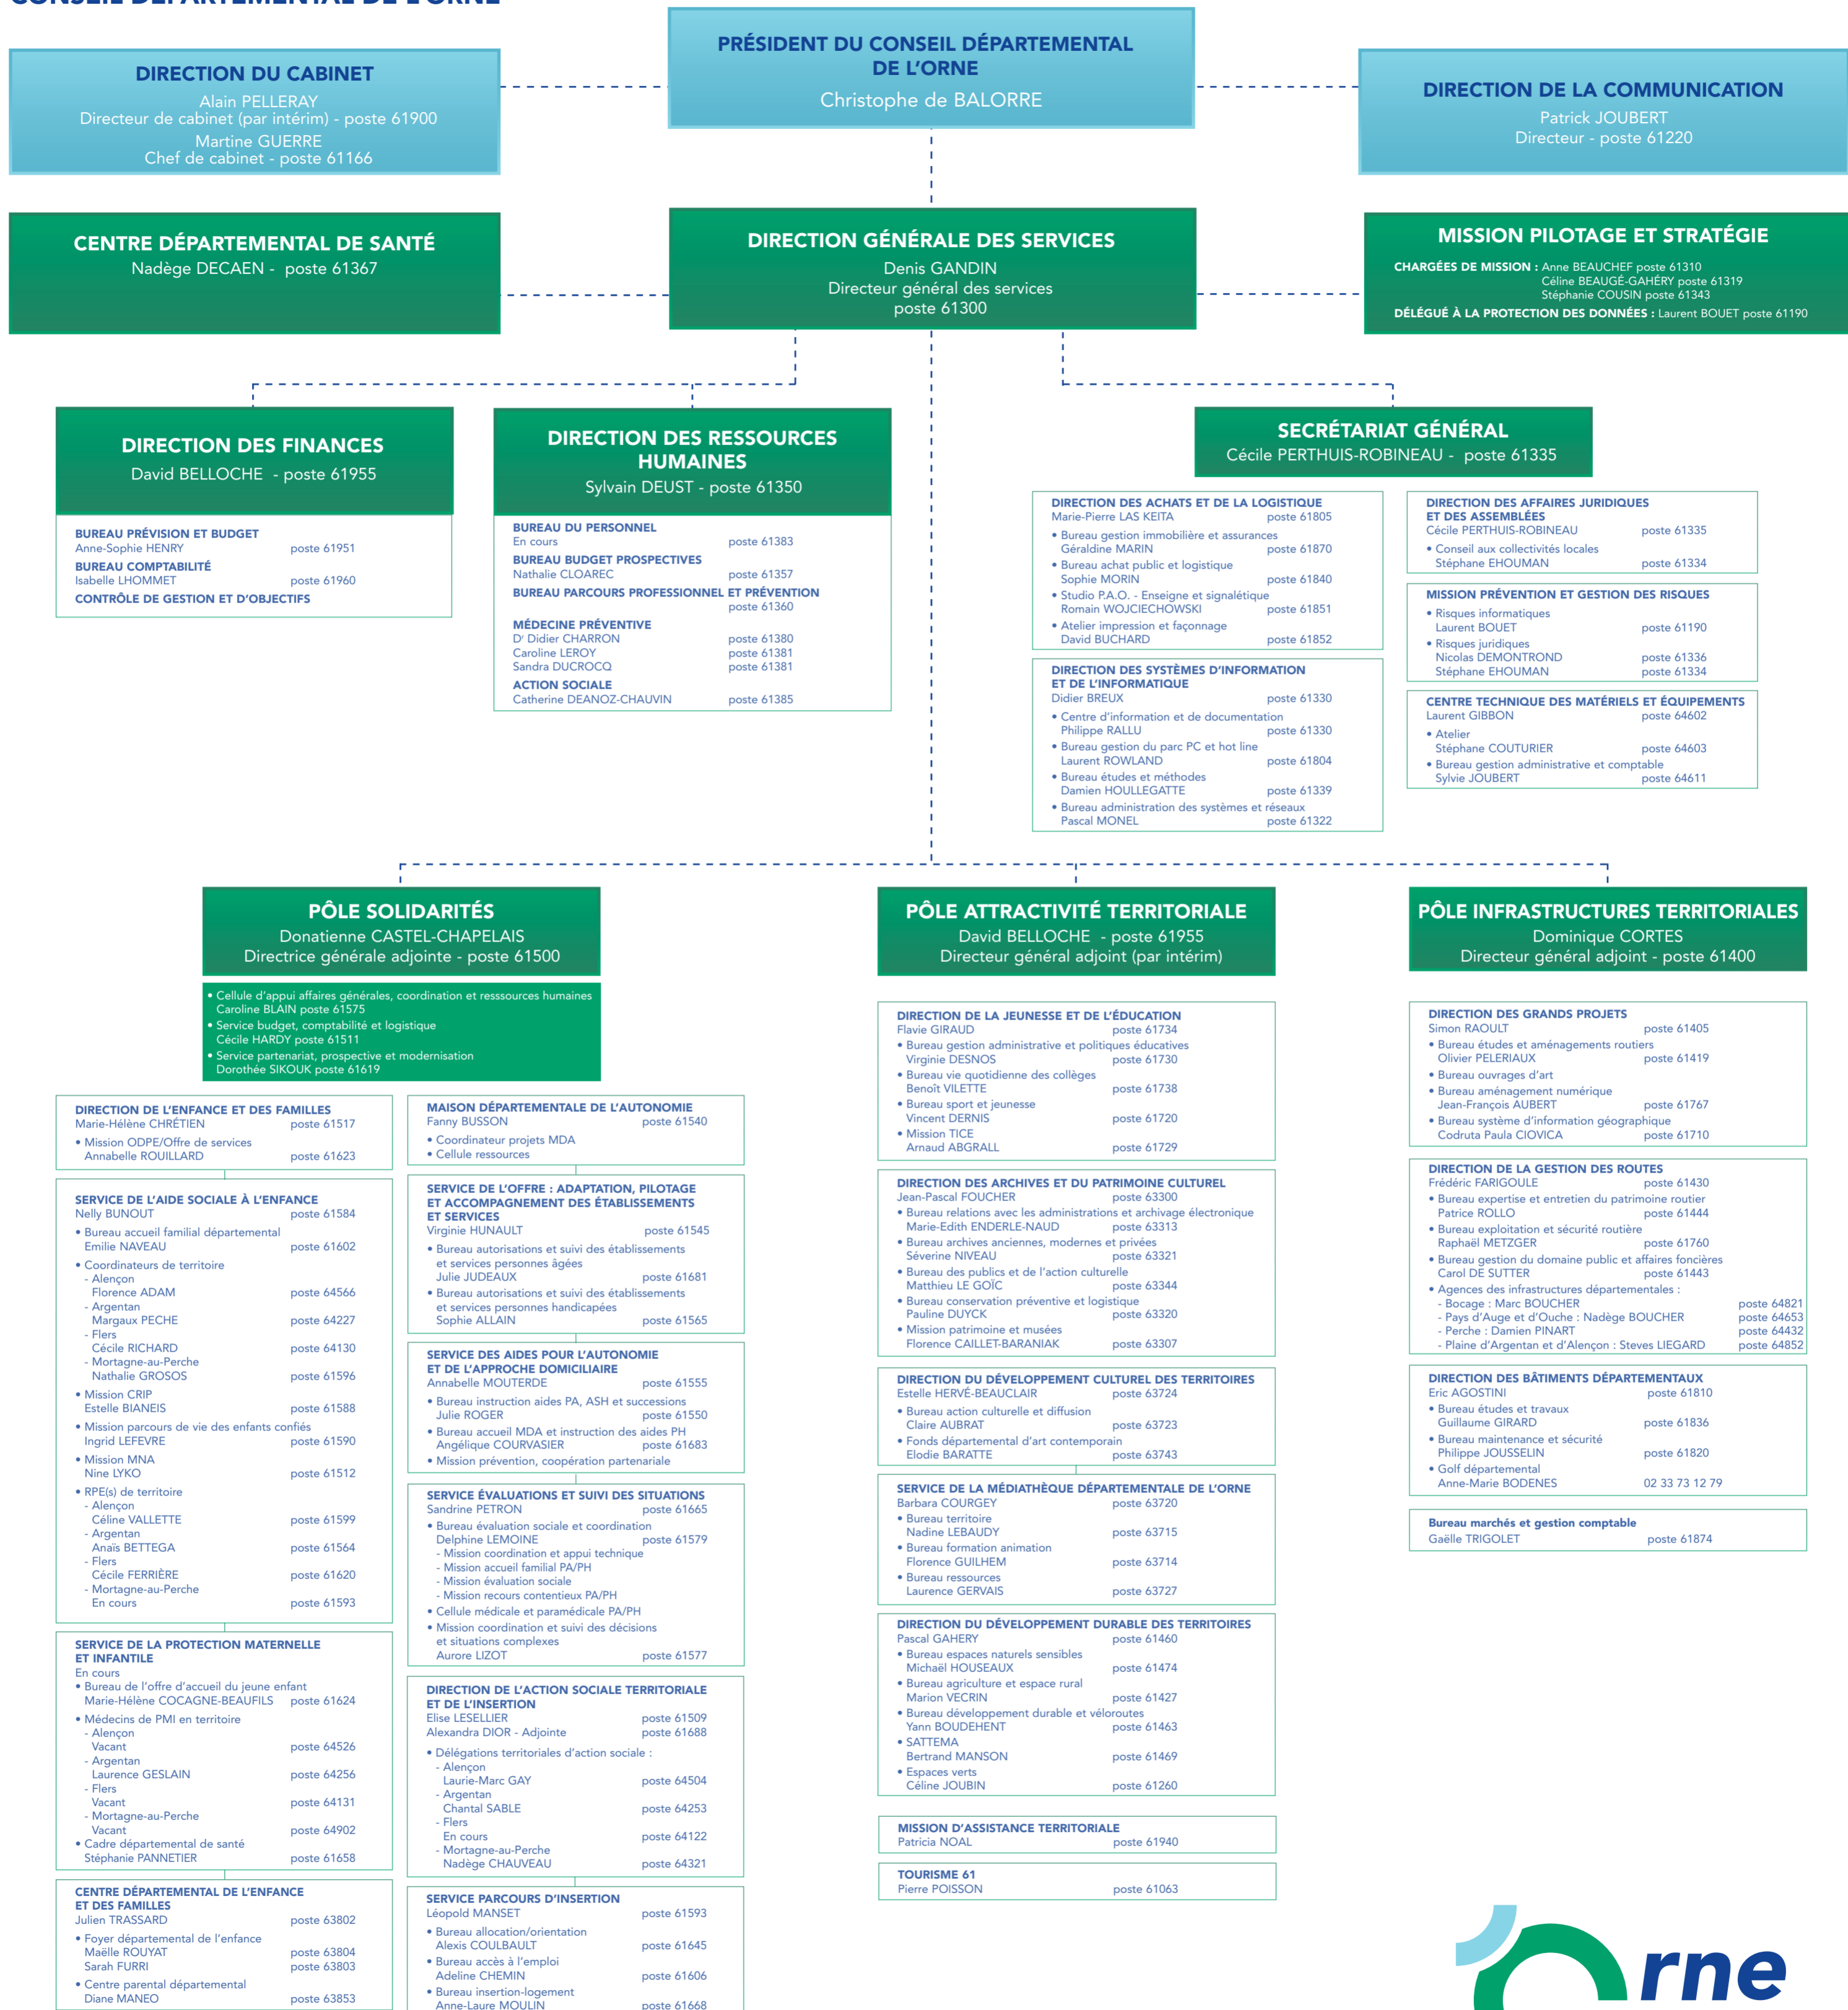 CONSEIL DÉPARTEMENTAL DE L'ORNE
PRÉSIDENT DU CONSEIL DÉPARTEMENTAL
DE L'ORNE
Christophe de BALORRE
DIRECTION DU CABINET
Alain PELLERAY
Directeur de cabinet (par intérim) - poste 61900
Martine GUERRE
Chef de cabinet - poste 61166
DIRECTION DE LA COMMUNICATION
Patrick JOUBERT
Directeur - poste 61220
CENTRE DÉPARTEMENTAL DE SANTÉ
Nadège DECAEN - poste 61367
DIRECTION GÉNÉRALE DES SERVICES
Denis GANDIN
Directeur général des services
poste 61300
MISSION PILOTAGE ET STRATÉGIE
CHARGÉES DE MISSION : Anne BEAUCHEF poste 61310
Céline BEAUGÉ-GAHÉRY poste 61319
Stéphanie COUSIN poste 61343
DÉLÉGUÉ À LA PROTECTION DES DONNÉES : Laurent BOUET poste 61190
DIRECTION DES FINANCES
David BELLOCHE - poste 61955
BUREAU PRÉVISION ET BUDGET
Anne-Sophie HENRY poste 61951
BUREAU COMPTABILITÉ
Isabelle LHOMMET poste 61960
CONTRÔLE DE GESTION ET D'OBJECTIFS
DIRECTION DES RESSOURCES
HUMAINES
Sylvain DEUST - poste 61350
BUREAU DU PERSONNEL
En cours poste 61383
BUREAU BUDGET PROSPECTIVES
Nathalie CLOAREC poste 61357
BUREAU PARCOURS PROFESSIONNEL ET PRÉVENTION
poste 61360
MÉDECINE PRÉVENTIVE
Dr Didier CHARRON poste 61380
Caroline LEROY poste 61381
Sandra DUCROCQ poste 61381
ACTION SOCIALE
Catherine DEANOZ-CHAUVIN poste 61385
SECRÉTARIAT GÉNÉRAL
Cécile PERTHUIS-ROBINEAU - poste 61335
DIRECTION DES ACHATS ET DE LA LOGISTIQUE
Marie-Pierre LAS KEITA poste 61805
• Bureau gestion immobilière et assurances
Géraldine MARIN poste 61870
• Bureau achat public et logistique
Sophie MORIN poste 61840
• Studio P.A.O. - Enseigne et signalétique
Romain WOJCIECHOWSKI poste 61851
• Atelier impression et façonnage
David BUCHARD poste 61852
DIRECTION DES SYSTÈMES D'INFORMATION
ET DE L'INFORMATIQUE
Didier BREUX poste 61330
• Centre d'information et de documentation
Philippe RALLU poste 61330
• Bureau gestion du parc PC et hot line
Laurent ROWLAND poste 61804
• Bureau études et méthodes
Damien HOULLEGATTE poste 61339
• Bureau administration des systèmes et réseaux
Pascal MONEL poste 61322
DIRECTION DES AFFAIRES JURIDIQUES
ET DES ASSEMBLÉES
Cécile PERTHUIS-ROBINEAU poste 61335
• Conseil aux collectivités locales
Stéphane EHOUMAN poste 61334
MISSION PRÉVENTION ET GESTION DES RISQUES
• Risques informatiques
Laurent BOUET poste 61190
• Risques juridiques
Nicolas DEMONTROND poste 61336
Stéphane EHOUMAN poste 61334
CENTRE TECHNIQUE DES MATÉRIELS ET ÉQUIPEMENTS
Laurent GIBBON poste 64602
• Atelier
Stéphane COUTURIER poste 64603
• Bureau gestion administrative et comptable
Sylvie JOUBERT poste 64611
PÔLE SOLIDARITÉS
Donatienne CASTEL-CHAPELAIS
Directrice générale adjointe - poste 61500
• Cellule d'appui affaires générales, coordination et resssources humaines
Caroline BLAIN poste 61575
• Service budget, comptabilité et logistique
Cécile HARDY poste 61511
• Service partenariat, prospective et modernisation
Dorothée SIKOUK poste 61619
DIRECTION DE L'ENFANCE ET DES FAMILLES
Marie-Hélène CHRÉTIEN poste 61517
• Mission ODPE/Offre de services
Annabelle ROUILLARD poste 61623
SERVICE DE L'AIDE SOCIALE À L'ENFANCE
Nelly BUNOUT poste 61584
• Bureau accueil familial départemental
Emilie NAVEAU poste 61602
• Coordinateurs de territoire
- Alençon
Florence ADAM poste 64566
- Argentan
Margaux PECHE poste 64227
- Flers
Cécile RICHARD poste 64130
- Mortagne-au-Perche
Nathalie GROSOS poste 61596
• Mission CRIP
Estelle BIANEIS poste 61588
• Mission parcours de vie des enfants confiés
Ingrid LEFEVRE poste 61590
• Mission MNA
Nine LYKO poste 61512
• RPE(s) de territoire
- Alençon
Céline VALLETTE poste 61599
- Argentan
Anaïs BETTEGA poste 61564
- Flers
Cécile FERRIÈRE poste 61620
- Mortagne-au-Perche
En cours poste 61593
SERVICE DE LA PROTECTION MATERNELLE
ET INFANTILE
En cours
• Bureau de l'offre d'accueil du jeune enfant
Marie-Hélène COCAGNE-BEAUFILS poste 61624
• Médecins de PMI en territoire
- Alençon
Vacant poste 64526
- Argentan
Laurence GESLAIN poste 64256
- Flers
Vacant poste 64131
- Mortagne-au-Perche
Vacant poste 64902
• Cadre départemental de santé
Stéphanie PANNETIER poste 61658
CENTRE DÉPARTEMENTAL DE L'ENFANCE
ET DES FAMILLES
Julien TRASSARD poste 63802
• Foyer départemental de l'enfance
Maëlle ROUYAT poste 63804
Sarah FURRI poste 63803
• Centre parental départemental
Diane MANEO poste 63853
MAISON DÉPARTEMENTALE DE L'AUTONOMIE
Fanny BUSSON poste 61540
• Coordinateur projets MDA
• Cellule ressources
SERVICE DE L'OFFRE : ADAPTATION, PILOTAGE
ET ACCOMPAGNEMENT DES ÉTABLISSEMENTS
ET SERVICES
Virginie HUNAULT poste 61545
• Bureau autorisations et suivi des établissements
et services personnes âgées
Julie JUDEAUX poste 61681
• Bureau autorisations et suivi des établissements
et services personnes handicapées
Sophie ALLAIN poste 61565
SERVICE DES AIDES POUR L'AUTONOMIE
ET DE L'APPROCHE DOMICILIAIRE
Annabelle MOUTERDE poste 61555
• Bureau instruction aides PA, ASH et successions
Julie ROGER poste 61550
• Bureau accueil MDA et instruction des aides PH
Angélique COURVASIER poste 61683
• Mission prévention, coopération partenariale
SERVICE ÉVALUATIONS ET SUIVI DES SITUATIONS
Sandrine PETRON poste 61665
• Bureau évaluation sociale et coordination
Delphine LEMOINE poste 61579
- Mission coordination et appui technique
- Mission accueil familial PA/PH
- Mission évaluation sociale
- Mission recours contentieux PA/PH
• Cellule médicale et paramédicale PA/PH
• Mission coordination et suivi des décisions
et situations complexes
Aurore LIZOT poste 61577
DIRECTION DE L'ACTION SOCIALE TERRITORIALE
ET DE L'INSERTION
Elise LESELLIER poste 61509
Alexandra DIOR - Adjointe poste 61688
• Délégations territoriales d'action sociale :
- Alençon
Laurie-Marc GAY poste 64504
- Argentan
Chantal SABLE poste 64253
- Flers
En cours poste 64122
- Mortagne-au-Perche
Nadège CHAUVEAU poste 64321
SERVICE PARCOURS D'INSERTION
Léopold MANSET poste 61593
• Bureau allocation/orientation
Alexis COULBAULT poste 61645
• Bureau accès à l'emploi
Adeline CHEMIN poste 61606
• Bureau insertion-logement
Anne-Laure MOULIN poste 61668
PÔLE ATTRACTIVITÉ TERRITORIALE
David BELLOCHE - poste 61955
Directeur général adjoint (par intérim)
DIRECTION DE LA JEUNESSE ET DE L'ÉDUCATION
Flavie GIRAUD poste 61734
• Bureau gestion administrative et politiques éducatives
Virginie DESNOS poste 61730
• Bureau vie quotidienne des collèges
Benoît VILETTE poste 61738
• Bureau sport et jeunesse
Vincent DERNIS poste 61720
• Mission TICE
Arnaud ABGRALL poste 61729
DIRECTION DES ARCHIVES ET DU PATRIMOINE CULTUREL
Jean-Pascal FOUCHER poste 63300
• Bureau relations avec les administrations et archivage électronique
Marie-Edith ENDERLE-NAUD poste 63313
• Bureau archives anciennes, modernes et privées
Séverine NIVEAU poste 63321
• Bureau des publics et de l'action culturelle
Matthieu LE GOÏC poste 63344
• Bureau conservation préventive et logistique
Pauline DUYCK poste 63320
• Mission patrimoine et musées
Florence CAILLET-BARANIAK poste 63307
DIRECTION DU DÉVELOPPEMENT CULTUREL DES TERRITOIRES
Estelle HERVÉ-BEAUCLAIR poste 63724
• Bureau action culturelle et diffusion
Claire AUBRAT poste 63723
• Fonds départemental d'art contemporain
Elodie BARATTE poste 63743
SERVICE DE LA MÉDIATHÈQUE DÉPARTEMENTALE DE L'ORNE
Barbara COURGEY poste 63720
• Bureau territoire
Nadine LEBAUDY poste 63715
• Bureau formation animation
Florence GUILHEM poste 63714
• Bureau ressources
Laurence GERVAIS poste 63727
DIRECTION DU DÉVELOPPEMENT DURABLE DES TERRITOIRES
Pascal GAHERY poste 61460
• Bureau espaces naturels sensibles
Michaël HOUSEAUX poste 61474
• Bureau agriculture et espace rural
Marion VECRIN poste 61427
• Bureau développement durable et véloroutes
Yann BOUDEHENT poste 61463
• SATTEMA
Bertrand MANSON poste 61469
• Espaces verts
Céline JOUBIN poste 61260
MISSION D'ASSISTANCE TERRITORIALE
Patricia NOAL poste 61940
TOURISME 61
Pierre POISSON poste 61063
PÔLE INFRASTRUCTURES TERRITORIALES
Dominique CORTES
Directeur général adjoint - poste 61400
DIRECTION DES GRANDS PROJETS
Simon RAOULT poste 61405
• Bureau études et aménagements routiers
Olivier PELERIAUX poste 61419
• Bureau ouvrages d'art
• Bureau aménagement numérique
Jean-François AUBERT poste 61767
• Bureau système d'information géographique
Codruta Paula CIOVICA poste 61710
DIRECTION DE LA GESTION DES ROUTES
Frédéric FARIGOULE poste 61430
• Bureau expertise et entretien du patrimoine routier
Patrice ROLLO poste 61444
• Bureau exploitation et sécurité routière
Raphaël METZGER poste 61760
• Bureau gestion du domaine public et affaires foncières
Carol DE SUTTER poste 61443
• Agences des infrastructures départementales :
- Bocage : Marc BOUCHER poste 64821
- Pays d'Auge et d'Ouche : Nadège BOUCHER poste 64653
- Perche : Damien PINART poste 64432
- Plaine d'Argentan et d'Alençon : Steves LIEGARD poste 64852
DIRECTION DES BÂTIMENTS DÉPARTEMENTAUX
Eric AGOSTINI poste 61810
• Bureau études et travaux
Guillaume GIRARD poste 61836
• Bureau maintenance et sécurité
Philippe JOUSSELIN poste 61820
• Golf départemental
Anne-Marie BODENES 02 33 73 12 79
Bureau marchés et gestion comptable
Gaëlle TRIGOLET poste 61874
Orne